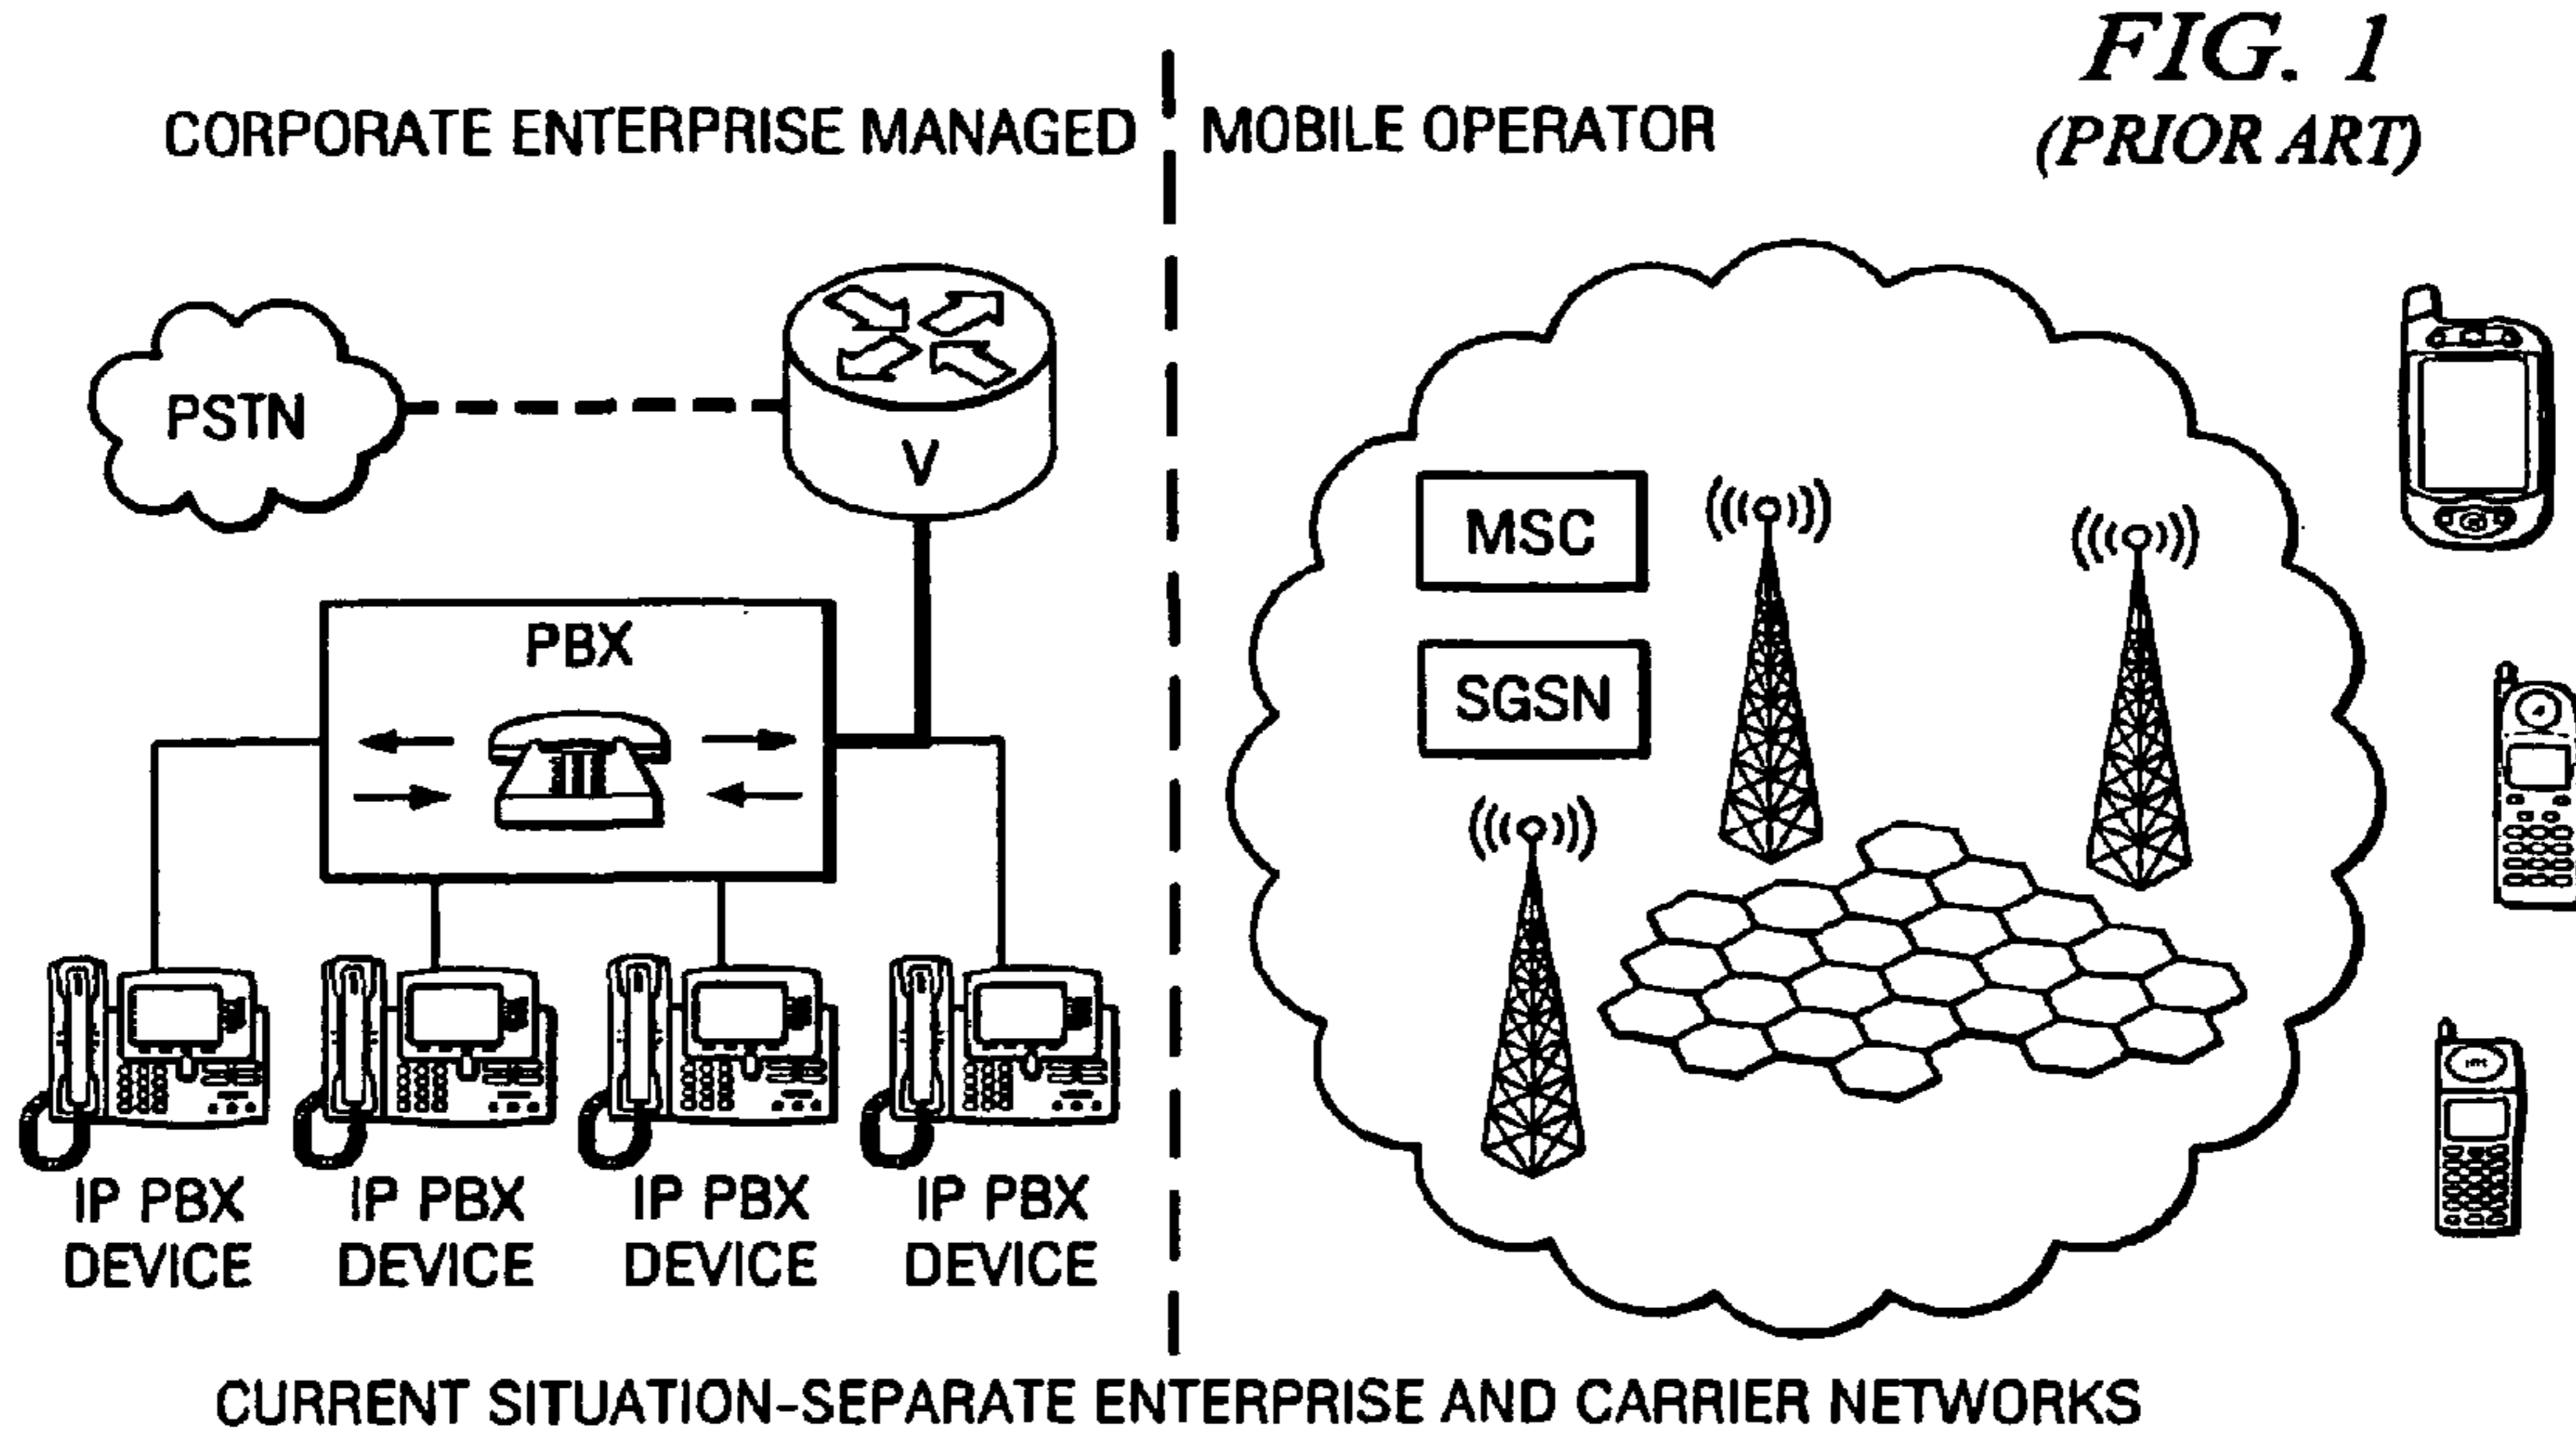 FIG. 1
(PRIOR ART)
CORPORATE ENTERPRISE MANAGED
MOBILE OPERATOR
PSTN
V
MSC
PBX
SGSN
IP PBX
DEVICE
IP PBX
DEVICE
IP PBX
DEVICE
IP PBX
DEVICE
CURRENT SITUATION-SEPARATE ENTERPRISE AND CARRIER NETWORKS